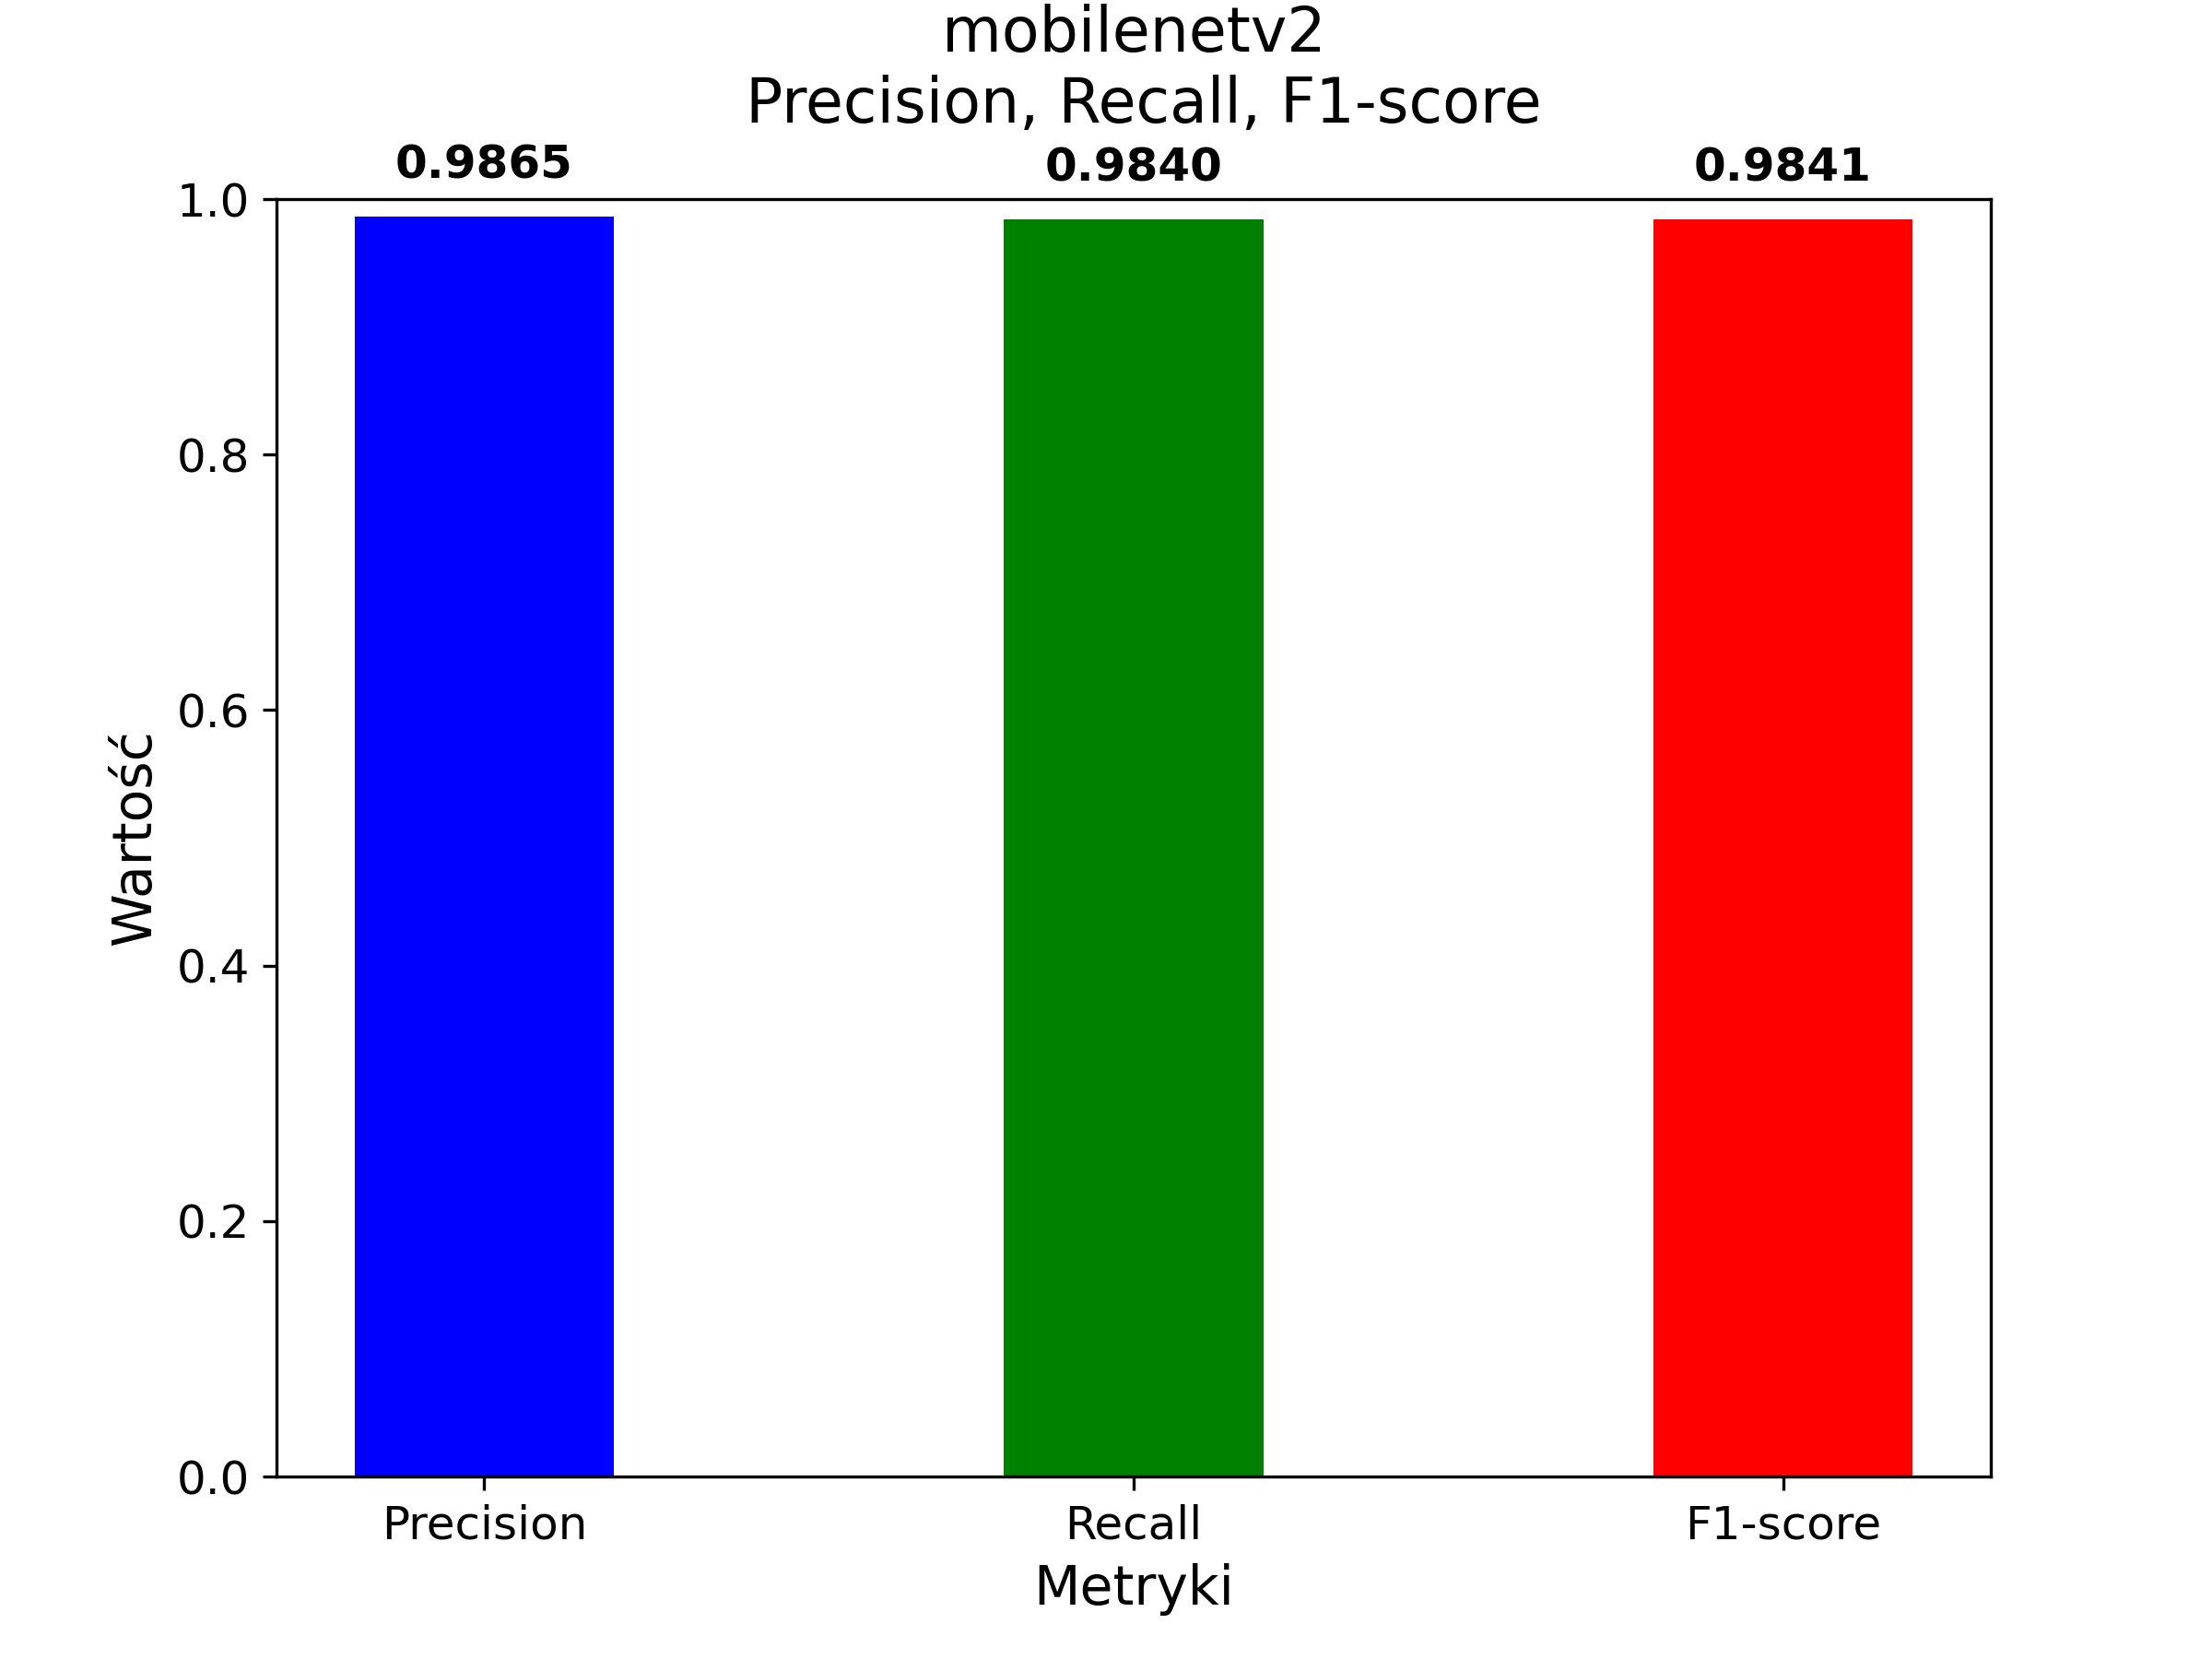 mobilenetv2
Precision, Recall, F1-score
0.9865 0.9840 0.9841
1.0
0.8
0.6
0.4
0.2
0.0
Wartość
Precision Recall F1-score
Metryki